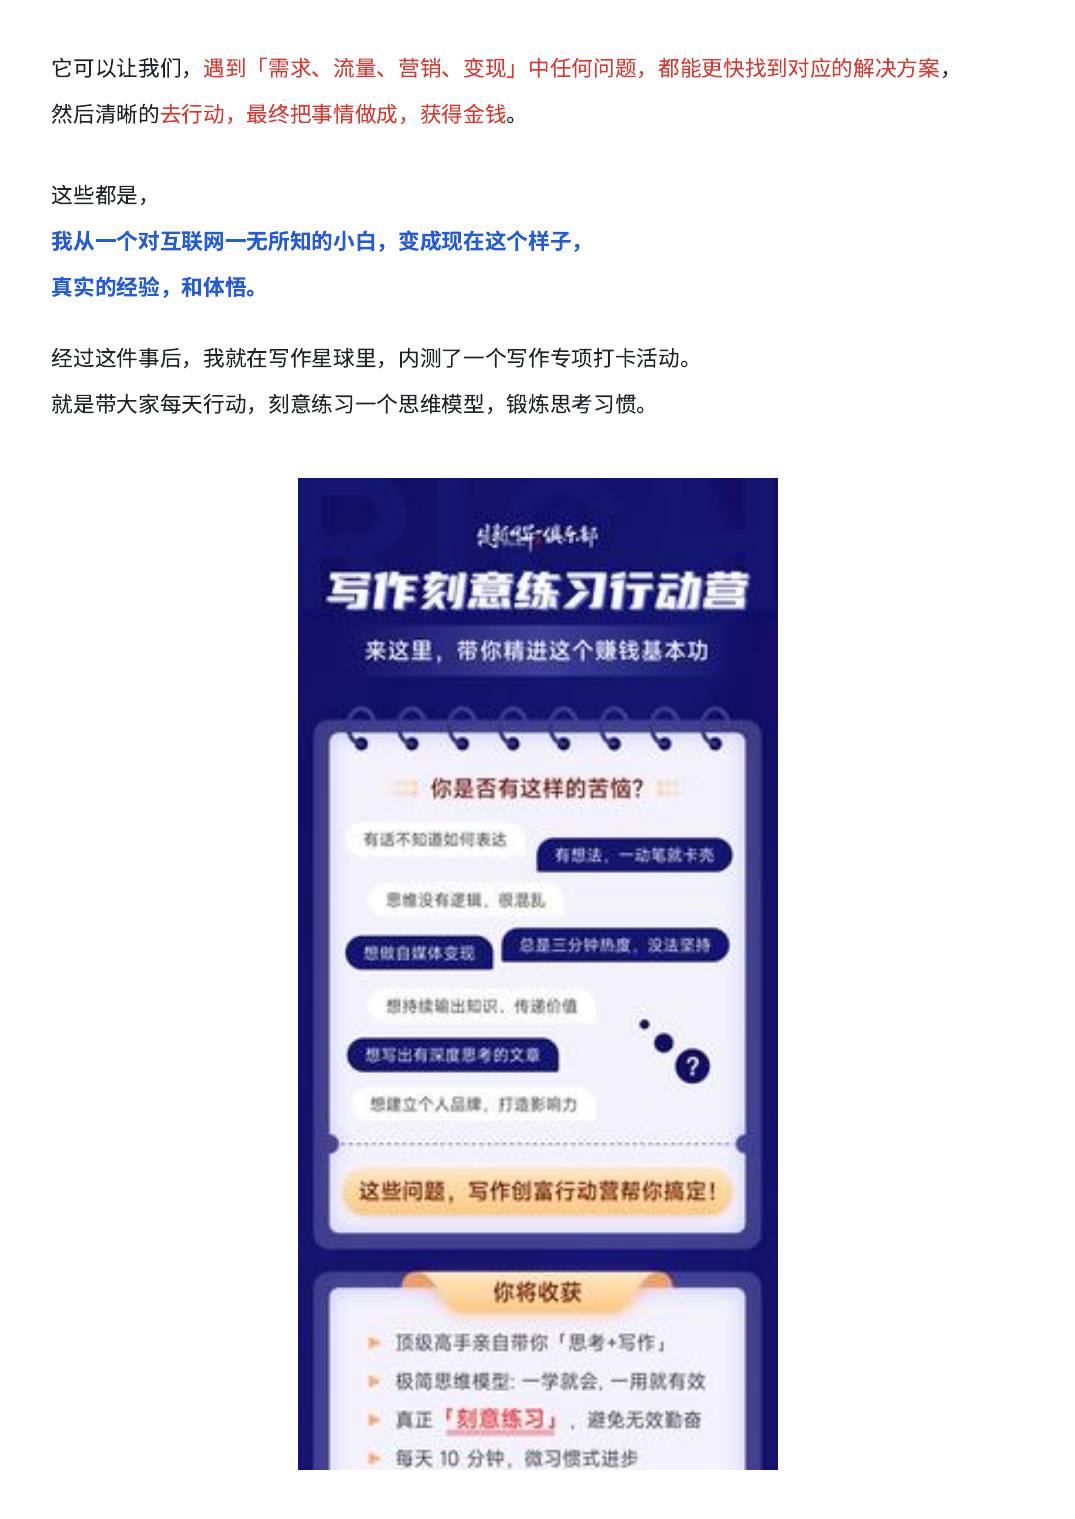 它可以让我们，遇到「需求、流量、营销、变现」中任何问题，都能更快找到对应的解决方案，
然后清晰的去行动，最终把事情做成，获得金钱。
这些都是，
我从一个对互联网一无所知的小白，变成现在这个样子，
真实的经验，和体悟。
经过这件事后，我就在写作星球里，内测了一个写作专项打卡活动。
就是带大家每天行动，刻意练习一个思维模型，锻炼思考习惯。
俱乐部
写作刻意练习行动营
来这里，带你精进这个赚钱基本功
你是否有这样的苦恼？
有话不知道如何表达
有想法，一动笔就卡壳
思维没有逻辑，很混乱
想做自媒体变现
总是三分钟热度，没法坚持
想持续输出知识，传递价值
想写出有深度思考的文章
?
想建立个人品牌，打造影响力
这些问题，写作创富行动营帮你搞定！
你将收获
顶级高手亲自带你「思考+写作」
极简思维模型: 一学就会, 一用就有效
真正「刻意练习」，避免无效勤奋
每天 10 分钟，微习惯式进步